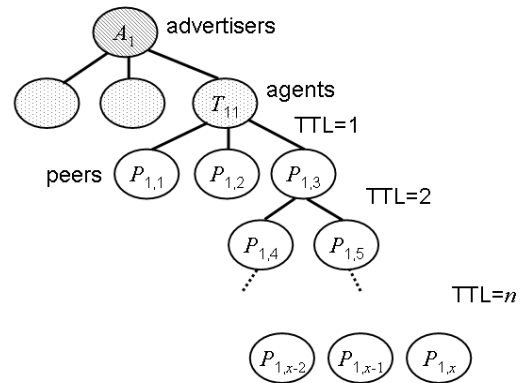 A1 advertisers
T11 agents
TTL=1
peers P1,1 P1,2 P1,3
TTL=2
P1,4 P1,5
TTL=n
P1,x-2 P1,x-1 P1,x